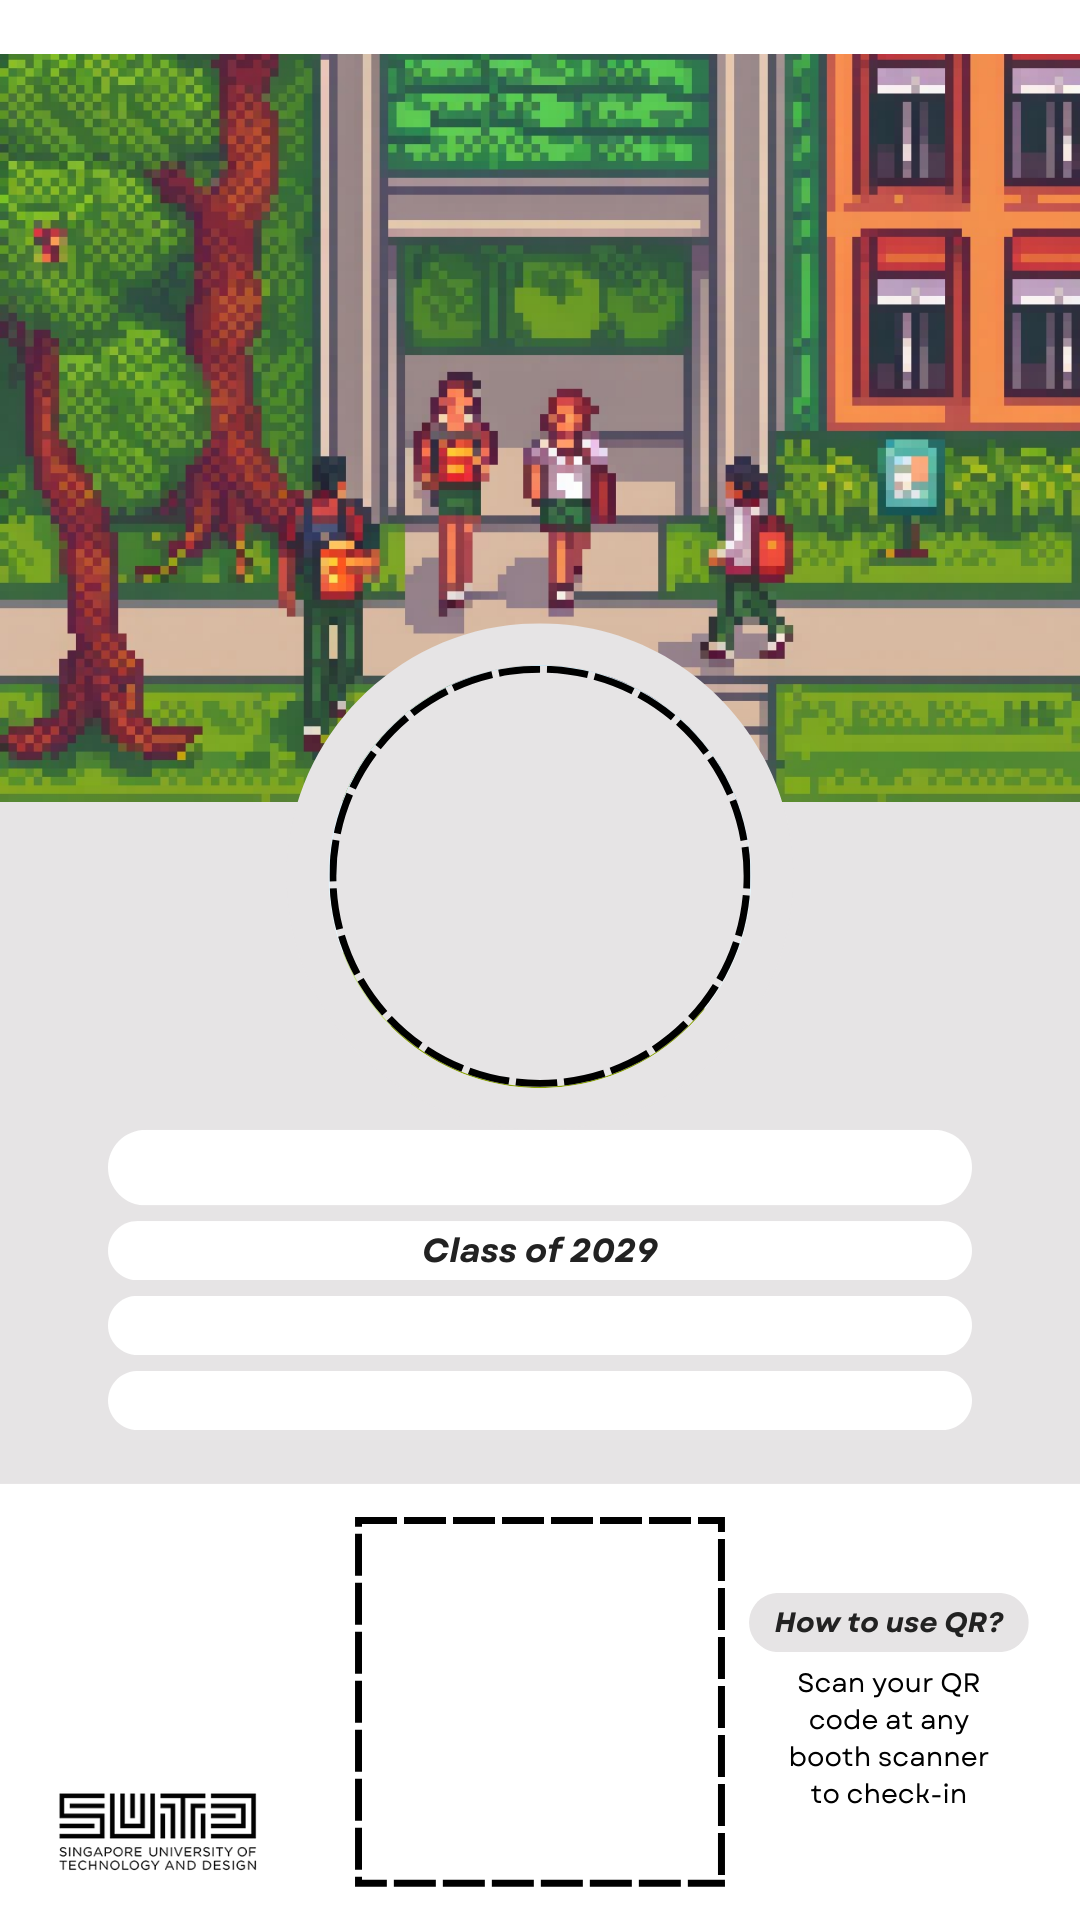 Class of 2029
How to use QR?
Scan your QR
code at any
booth scanner
to check-in
SUTD
SINGAPORE UNIVERSITY OF
TECHNOLOGY AND DESIGN